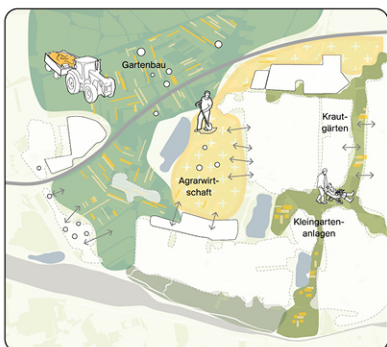 Gartenbau
Kraut-
gärten
Agrarwirt-
schaft
Kleingarten-
anlagen